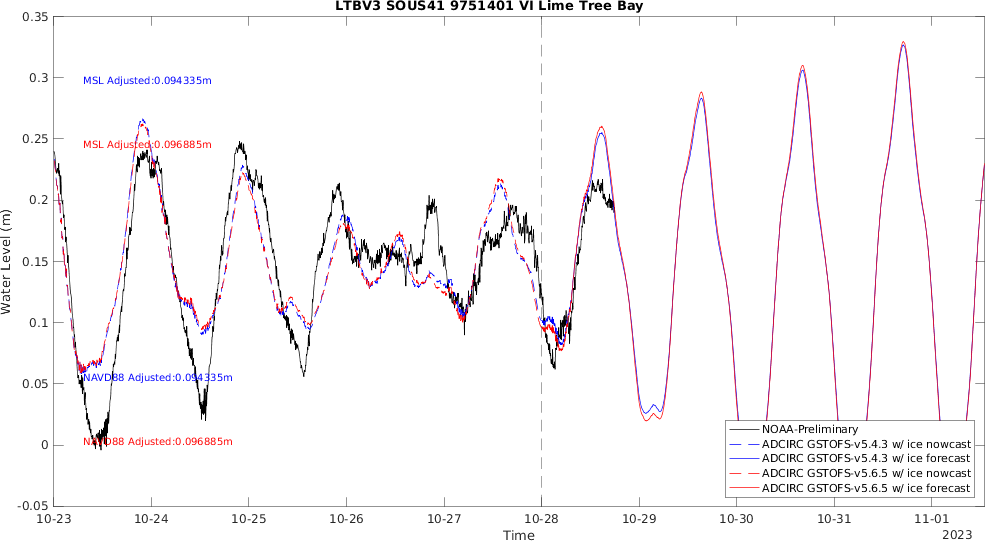 LTBV3 SOUS41 9751401 VI Lime Tree Bay
0.35
0.3
0.25
0.2
0.15
0.1
0.05
0
-0.05
Water Level (m)
MSL Adjusted:0.094335m
MSL Adjusted:0.096885m
NAVD88 Adjusted:0.094335m
NAVD88 Adjusted:0.096885m
NOAA-Preliminary
ADCIRC GSTOFS-v5.4.3 w/ ice nowcast
ADCIRC GSTOFS-v5.4.3 w/ ice forecast
ADCIRC GSTOFS-v5.6.5 w/ ice nowcast
ADCIRC GSTOFS-v5.6.5 w/ ice forecast
10-23 10-24 10-25 10-26 10-27 10-28 10-29 10-30 10-31 11-01
Time
2023